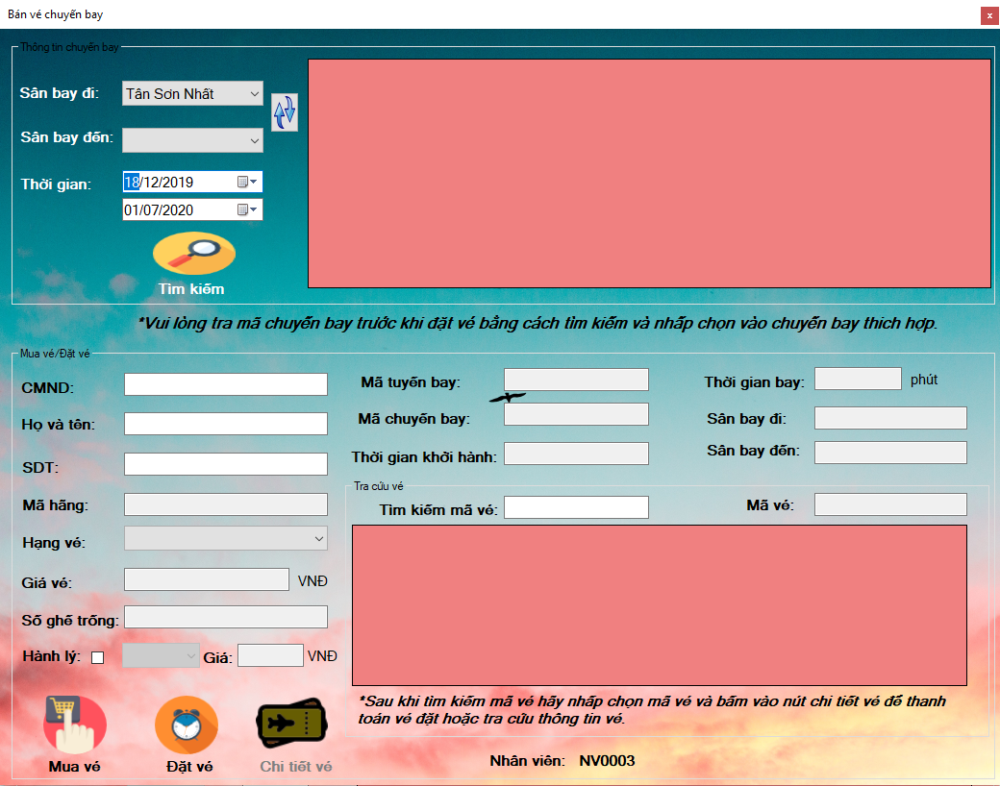 Bán vé chuyến bay
x
Thông tin chuyến bay
Sân bay đi:
Tân Sơn Nhất
Sân bay đến:
Thời gian:
18/12/2019
01/07/2020
Tìm kiếm
*Vui lòng tra mã chuyến bay trước khi đặt vé bằng cách tìm kiếm và nhấp chọn vào chuyến bay thích hợp.
Mua vé/Đặt vé
CMND:
Họ và tên:
SDT:
Mã hãng:
Hạng vé:
Giá vé:
VNĐ
Số ghế trống:
Hành lý:
Giá:
VNĐ
Mua vé
Đặt vé
Chi tiết vé
Mã tuyến bay:
Mã chuyến bay:
Thời gian khởi hành:
Thời gian bay:
phút
Sân bay đi:
Sân bay đến:
Tra cứu vé
Tìm kiếm mã vé:
Mã vé:
*Sau khi tìm kiếm mã vé hãy nhấp chọn mã vé và bấm vào nút chi tiết vé để thanh
toán vé đặt hoặc tra cứu thông tin vé.
Nhân viên:
NV0003